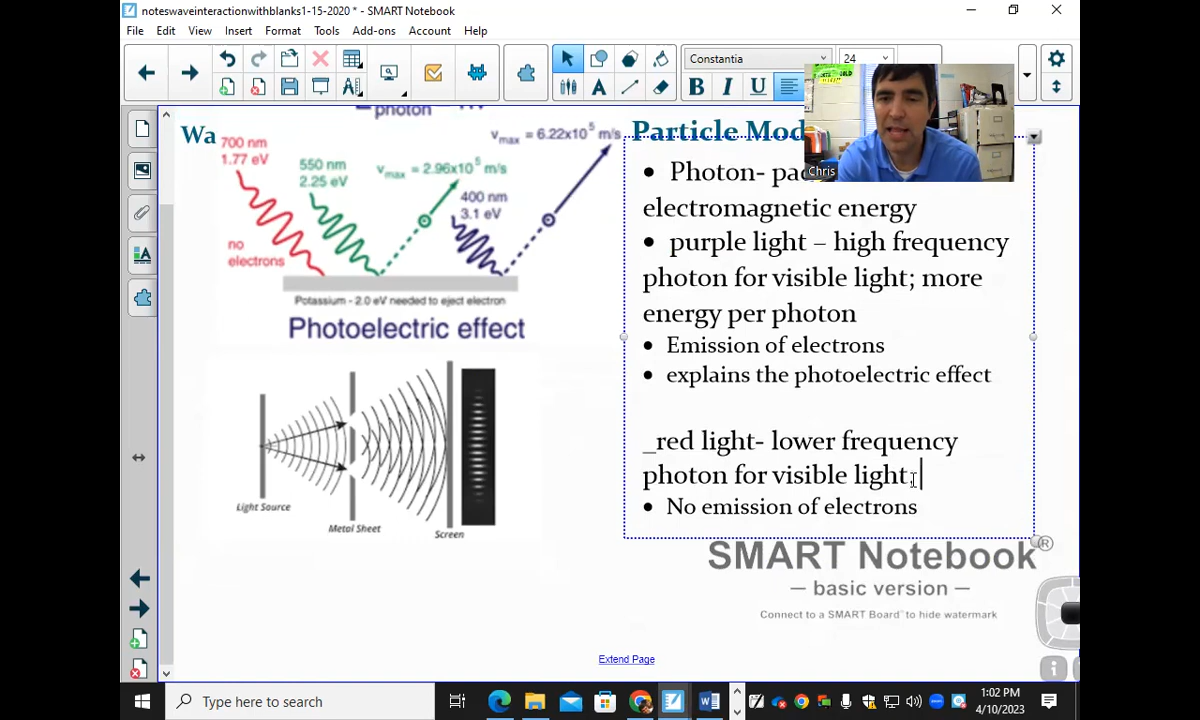 noteswaveinteractionwithblanks1-15-2020 * - SMART Notebook
File Edit View Insert Format Tools Add-ons Account Help
Constantia 24
B I U
photon
Wa
700 nm
1.77 eV
no
electrons
550 nm
2.25 eV
vmax = 2.96x10⁵ m/s
400 nm
3.1 eV
vmax = 6.22x10⁵ m/s
Potassium - 2.0 eV needed to eject electron
Photoelectric effect
Light Source
Metal Sheet
Screen
Particle Mod
Chris
• Photon-
electromagnetic energy
• purple light – high frequency
photon for visible light; more
energy per photon
• Emission of electrons
• explains the photoelectric effect
_red light- lower frequency
photon for visible light;
• No emission of electrons
SMART Notebook®
— basic version —
Connect to a SMART Board™ to hide watermark
Extend Page
Type here to search
1:02 PM
4/10/2023